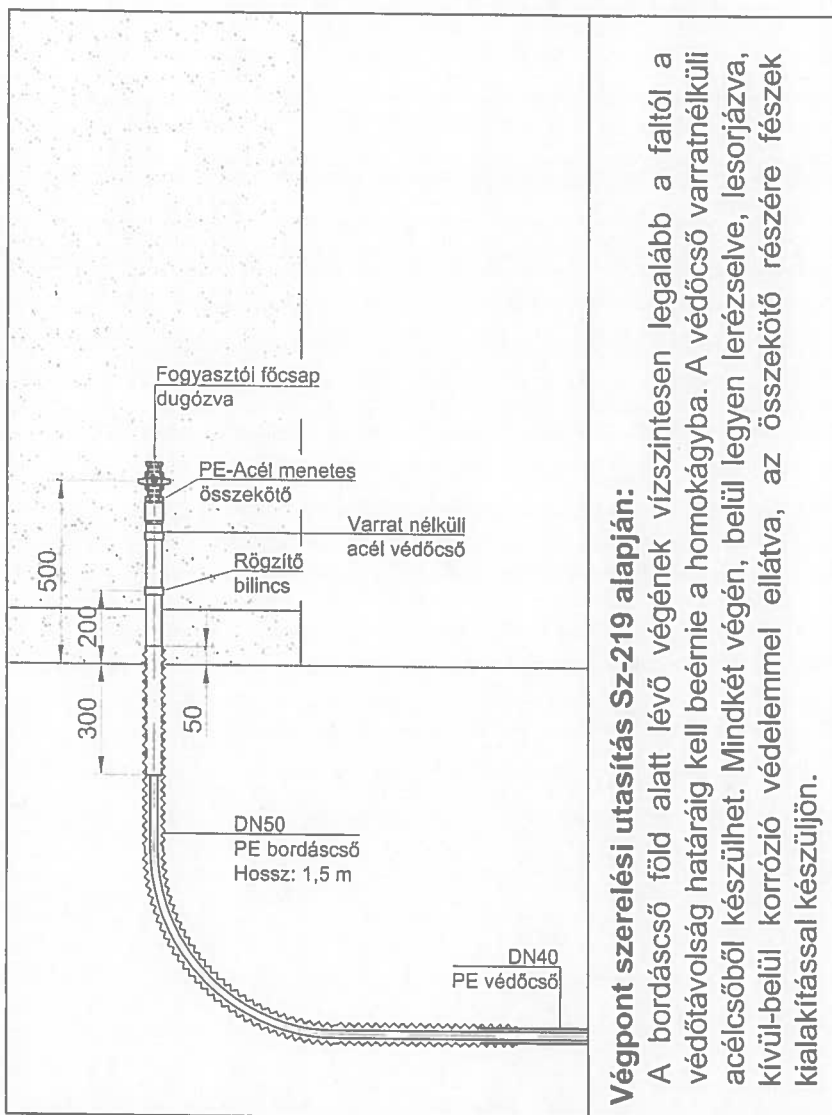 Fogyasztói főcsap
dugózva
PE-Acél menetes
összekötő
Varrat nélküli
acél védőcső
Rögzítő
bilincs
500
200
300
50
DN50
PE bordáscső
Hossz: 1,5 m
DN40
PE védőcső
Végpont szerelési utasítás Sz-219 alapján:
A bordáscső föld alatt lévő végének vízszintesen legalább a faltól a
védőtávolság határáig kell beérnie a homokágyba. A védőcső varratnélküli
acélcsőből készülhet. Mindkét végén, belül legyen lerézselve, lesorjázva,
kívül-belül korrózió védelemmel ellátva, az összekötő részére fészek
kialakítással készüljön.